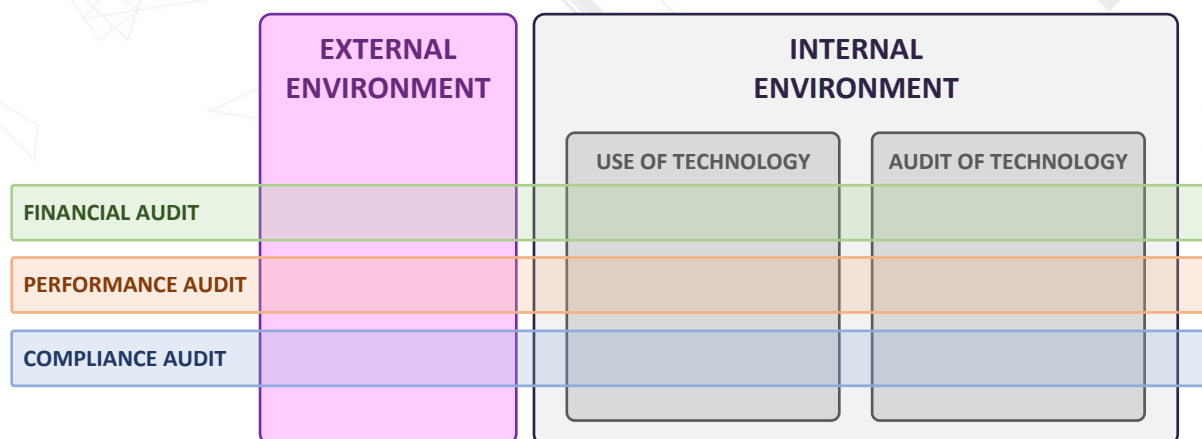 EXTERNAL
ENVIRONMENT
INTERNAL
ENVIRONMENT
USE OF TECHNOLOGY
AUDIT OF TECHNOLOGY
FINANCIAL AUDIT
PERFORMANCE AUDIT
COMPLIANCE AUDIT